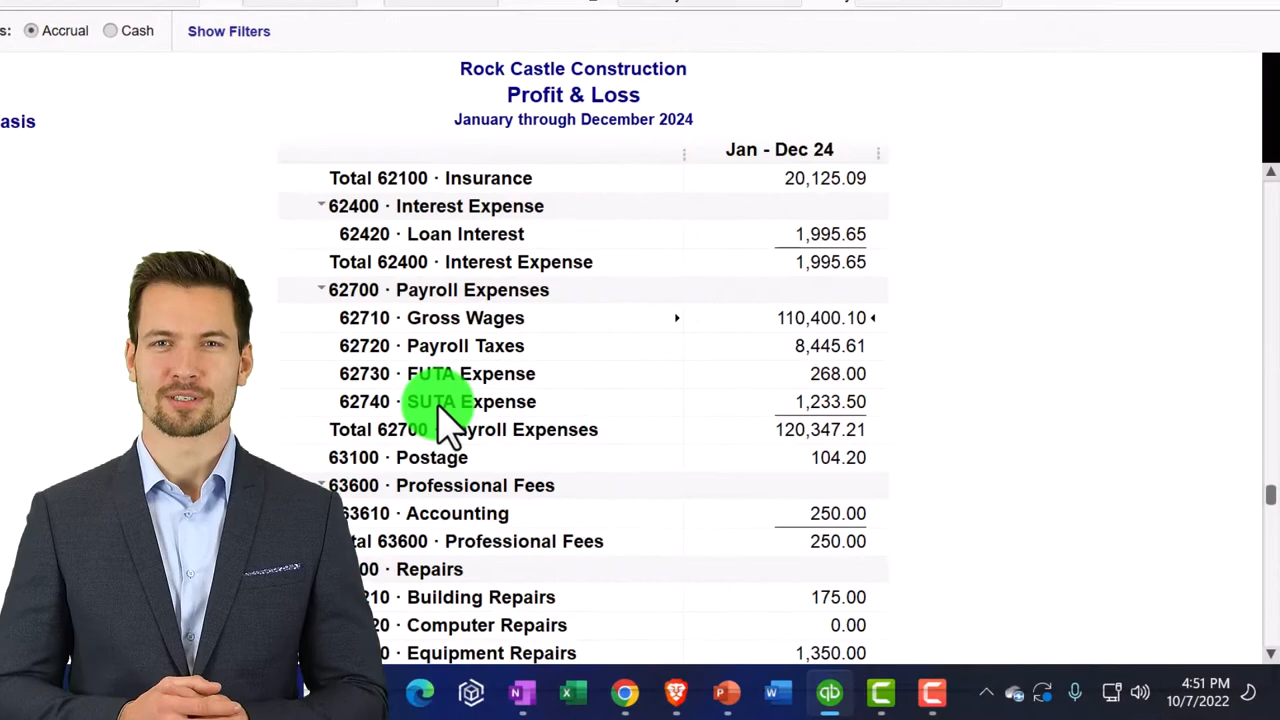 s: Accrual Cash Show Filters
Rock Castle Construction
Profit & Loss
asis
January through December 2024
Jan - Dec 24
Total 62100 · Insurance 20,125.09
62400 · Interest Expense
62420 · Loan Interest 1,995.65
Total 62400 · Interest Expense 1,995.65
62700 · Payroll Expenses
62710 · Gross Wages 110,400.10
62720 · Payroll Taxes 8,445.61
62730 · FUTA Expense 268.00
62740 · SUTA Expense 1,233.50
Total 62700 · ayroll Expenses 120,347.21
63100 · Postage 104.20
63600 · Professional Fees
63610 · Accounting 250.00
tal 63600 · Professional Fees 250.00
00 · Repairs
210 · Building Repairs 175.00
20 · Computer Repairs 0.00
· Equipment Repairs 1,350.00
4:51 PM
10/7/2022